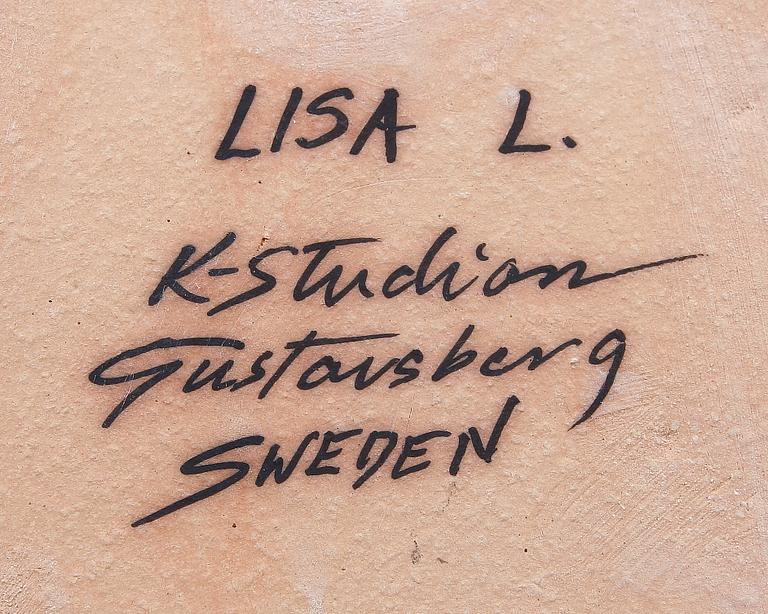 LISA L.
K-Studion
Gustavsberg
SWEDEN